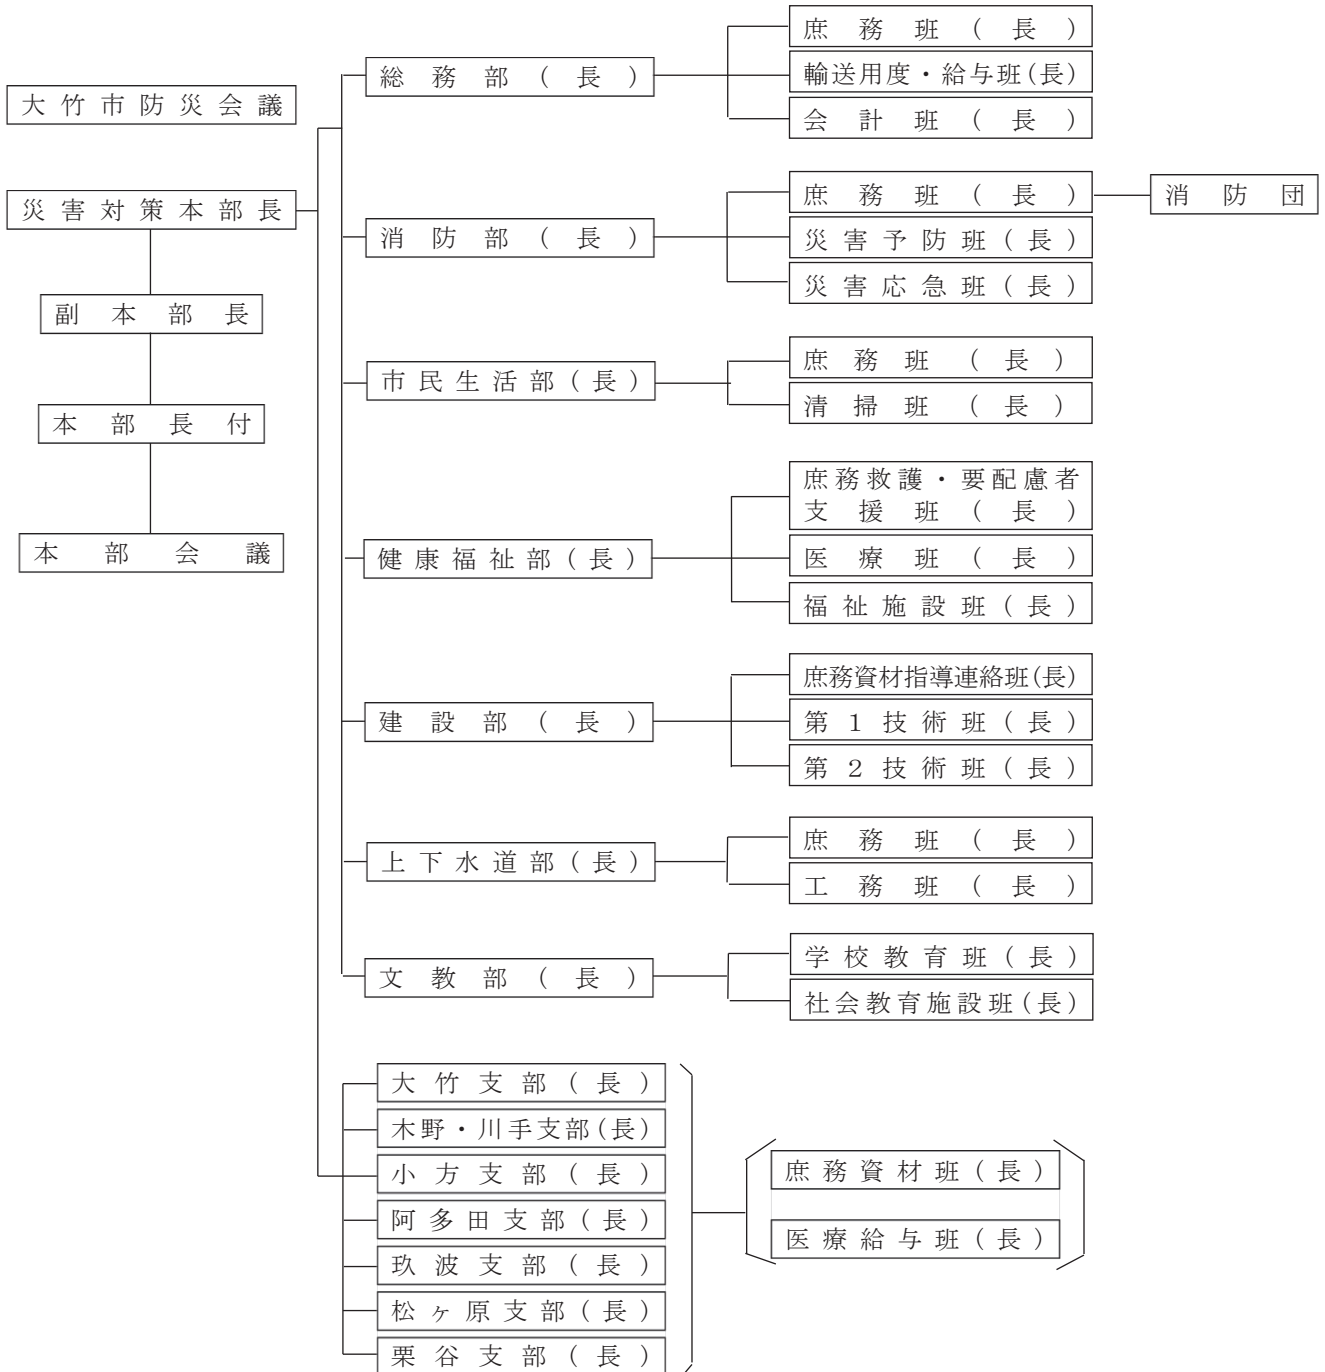 大竹市防災会議
災害対策本部長
副本部長
本部長付
本部会議
総務部(長)
庶務班(長)
輸送用度・給与班(長)
会計班(長)
消防部(長)
庶務班(長)
消防団
災害予防班(長)
災害応急班(長)
市民生活部(長)
庶務班(長)
清掃班(長)
健康福祉部(長)
庶務救護・要配慮者
支援班(長)
医療班(長)
福祉施設班(長)
建設部(長)
庶務資材指導連絡班(長)
第1技術班(長)
第2技術班(長)
上下水道部(長)
庶務班(長)
工務班(長)
文教部(長)
学校教育班(長)
社会教育施設班(長)
大竹支部(長)
木野・川手支部(長)
小方支部(長)
阿多田支部(長)
玖波支部(長)
松ヶ原支部(長)
栗谷支部(長)
庶務資材班(長)
医療給与班(長)